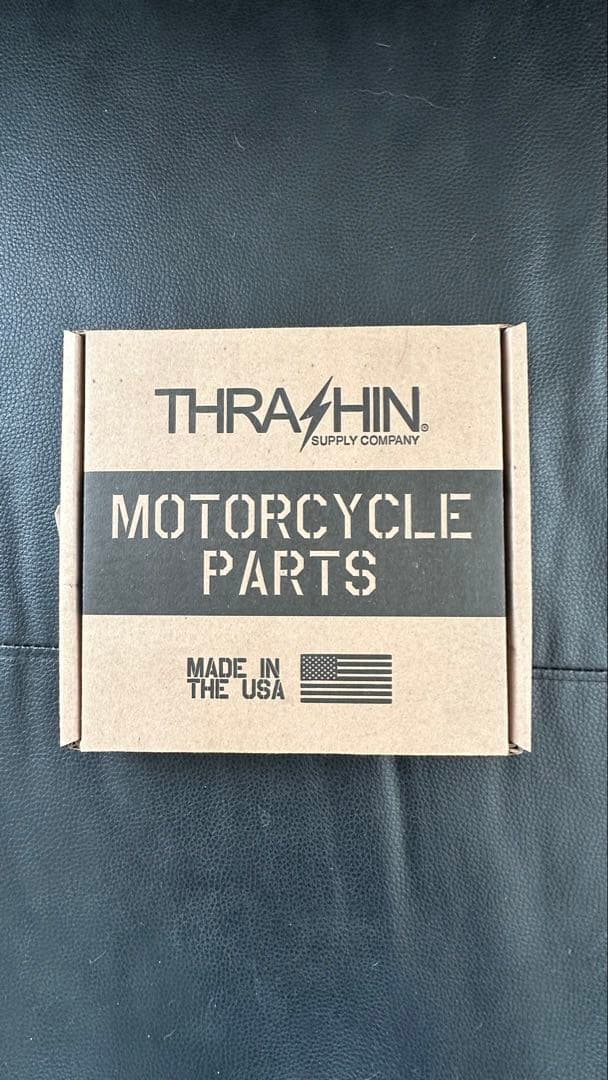 THRASHIN®
SUPPLY COMPANY
MOTORCYCLE
PARTS
MADE IN
THE USA